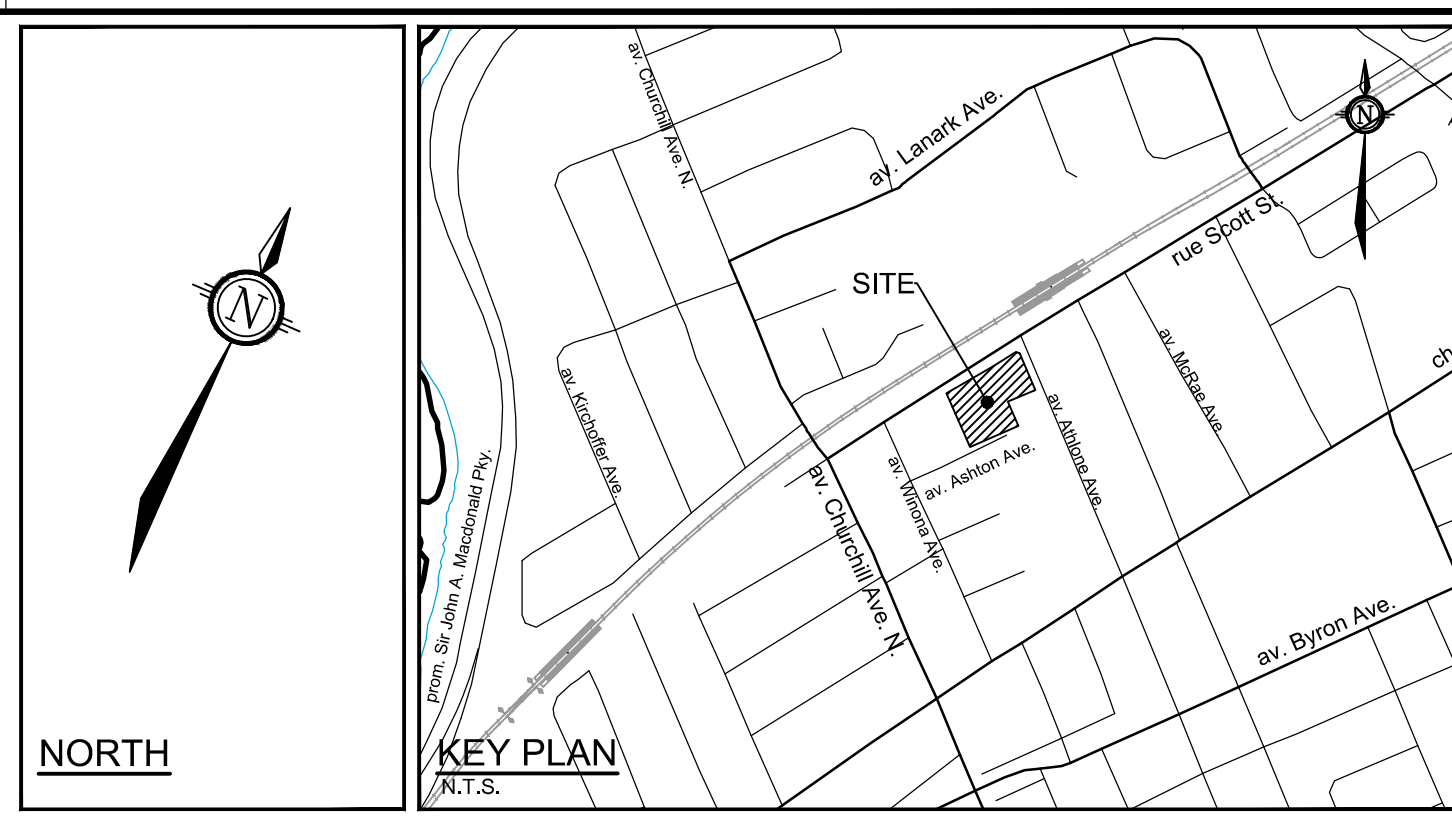 N
NORTH
av. Churchill Ave. N.
av. Lanark Ave.
N
rue Scott St.
SITE
av. McRae Ave.
ch
av. Kirchoffer Ave.
av. Athlone Ave.
av. Ashton Ave.
av. Winona Ave.
av. Churchill Ave. N.
prom. Sir John A. Macdonald Pky.
av. Byron Ave.
KEY PLAN
N.T.S.